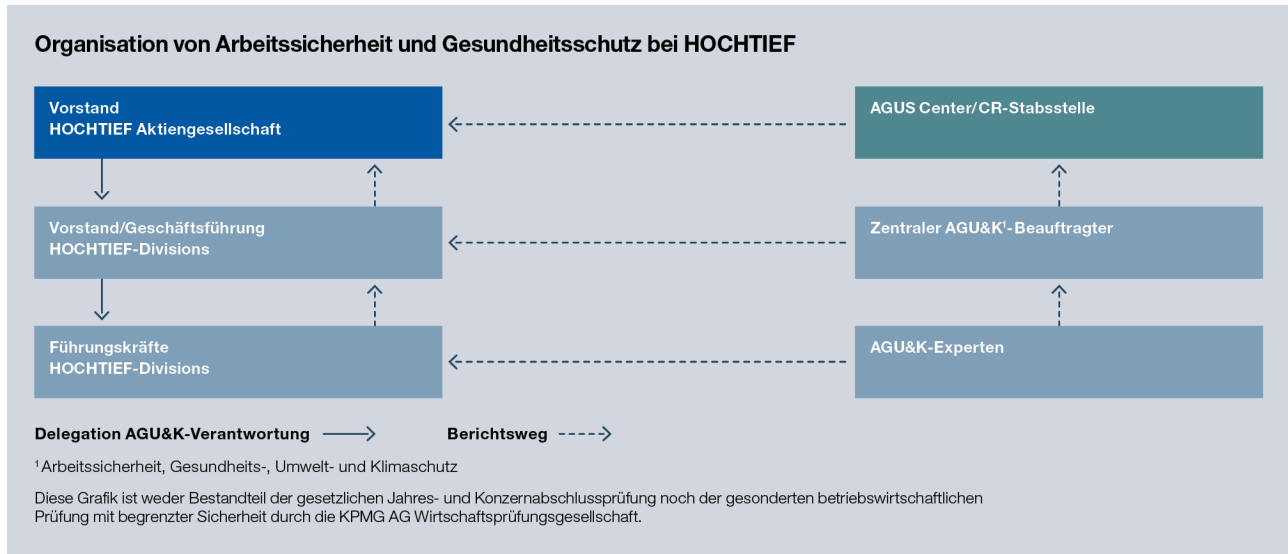 Organisation von Arbeitssicherheit und Gesundheitsschutz bei HOCHTIEF
Vorstand
HOCHTIEF Aktiengesellschaft
AGUS Center/CR-Stabsstelle
Vorstand/Geschäftsführung
HOCHTIEF-Divisions
Zentraler AGU&K¹-Beauftragter
Führungskräfte
HOCHTIEF-Divisions
AGU&K-Experten
Delegation AGU&K-Verantwortung
Berichtsweg
¹ Arbeitssicherheit, Gesundheits-, Umwelt- und Klimaschutz
Diese Grafik ist weder Bestandteil der gesetzlichen Jahres- und Konzernabschlussprüfung noch der gesonderten betriebswirtschaftlichen
Prüfung mit begrenzter Sicherheit durch die KPMG AG Wirtschaftsprüfungsgesellschaft.